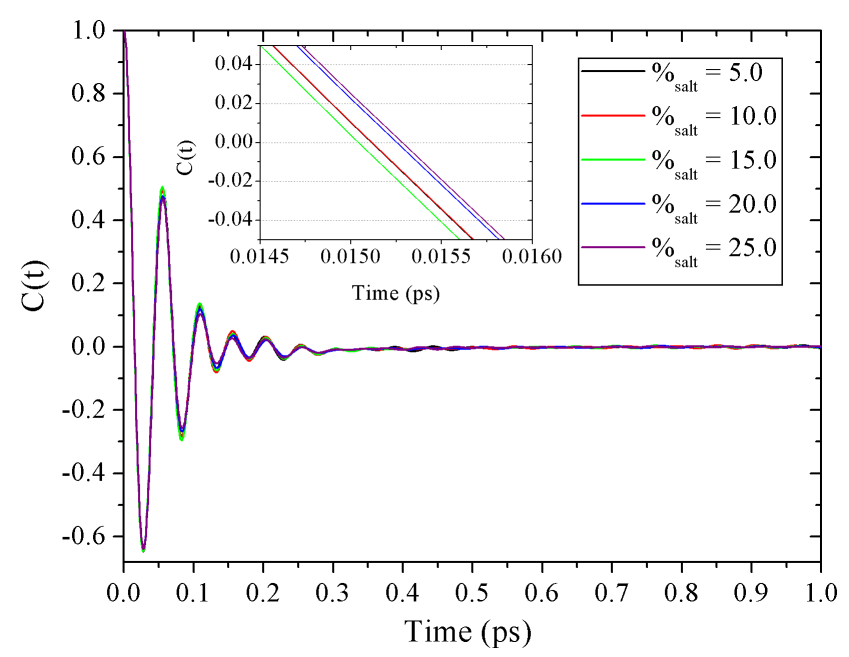 1.0
0.8
0.6
0.4
0.2
0.0
-0.2
-0.4
-0.6
C(t)
0.0 0.1 0.2 0.3 0.4 0.5 0.6 0.7 0.8 0.9 1.0
Time (ps)
0.04
0.02
0.00
-0.02
-0.04
C(t)
0.0145 0.0150 0.0155 0.0160
Time (ps)
%salt = 5.0
%salt = 10.0
%salt = 15.0
%salt = 20.0
%salt = 25.0